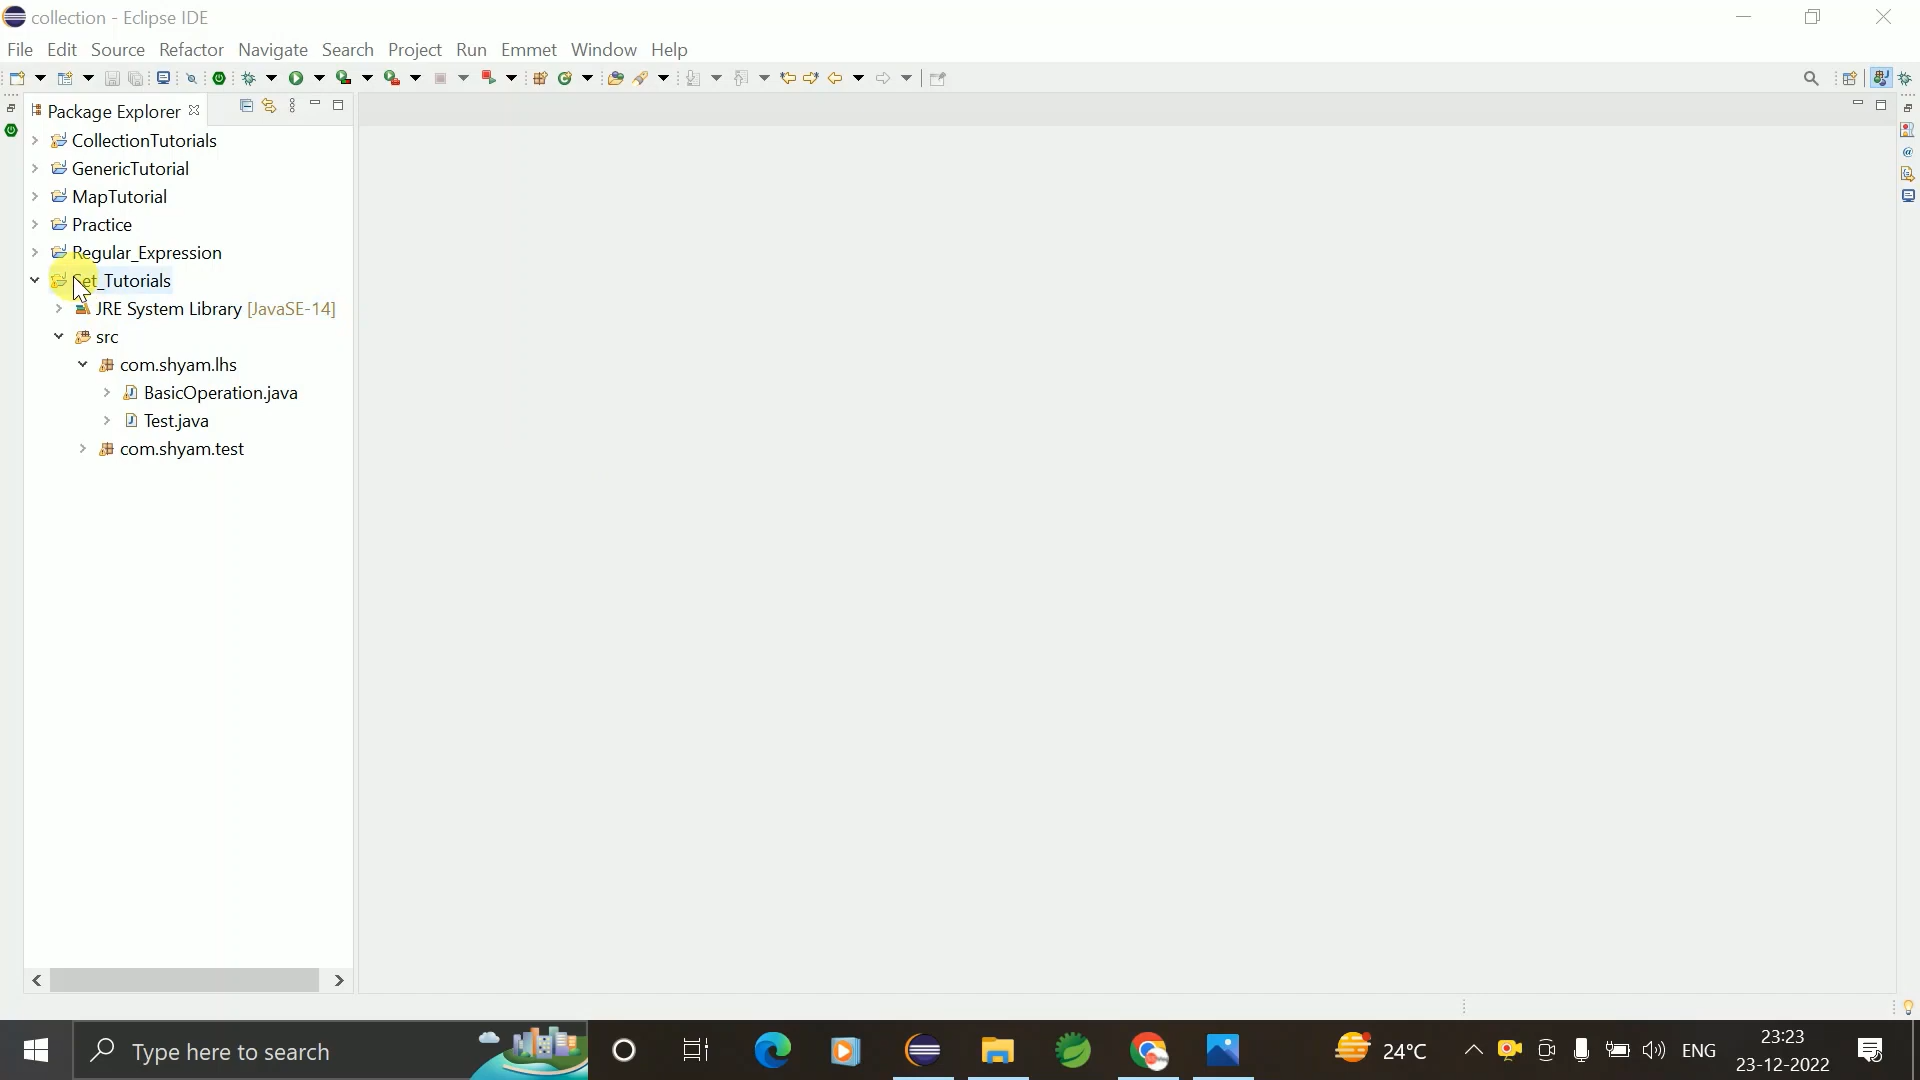 collection - Eclipse IDE
File Edit Source Refactor Navigate Search Project Run Emmet Window Help
Package Explorer
CollectionTutorials
GenericTutorial
MapTutorial
Practice
Regular_Expression
Set_Tutorials
JRE System Library [JavaSE-14]
src
com.shyam.lhs
BasicOperation.java
Test.java
com.shyam.test
Type here to search
24°C
ENG
23:23
23-12-2022